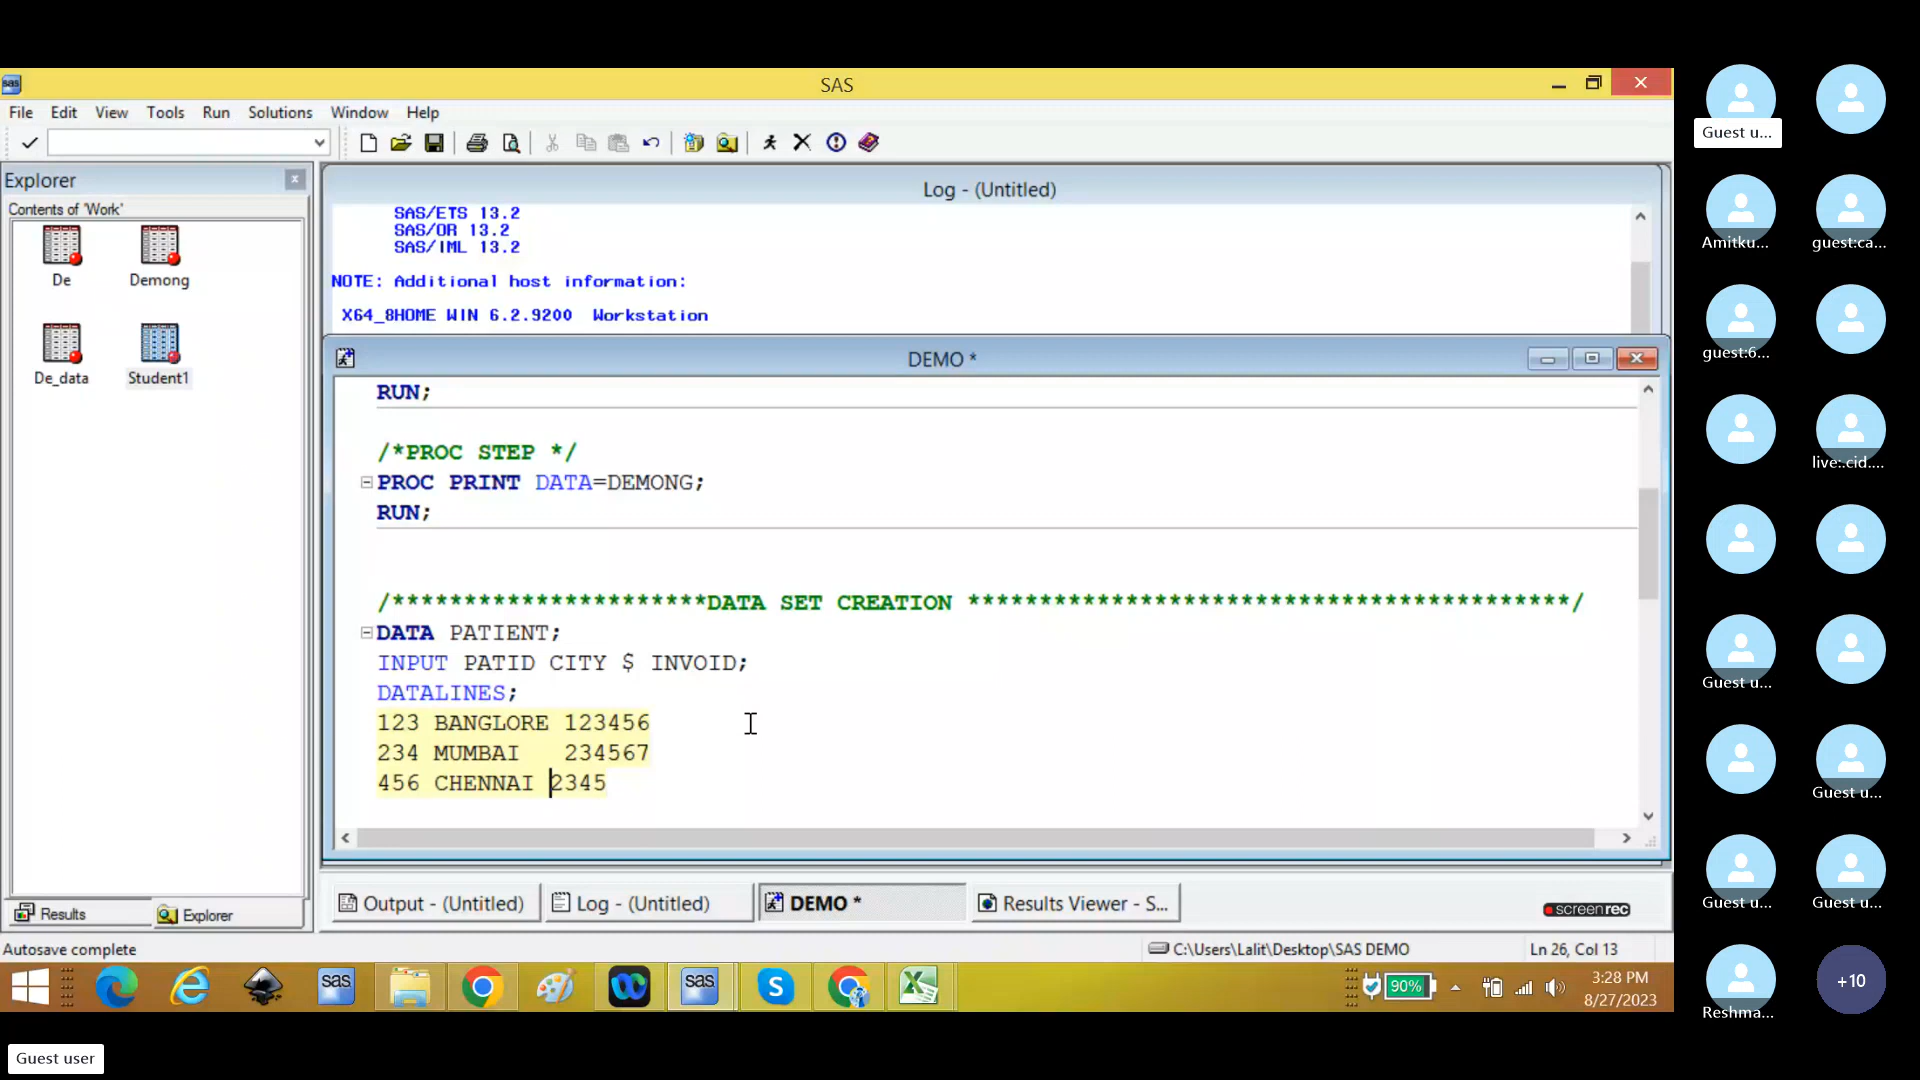 SAS
File Edit View Tools Run Solutions Window Help
Explorer
Contents of 'Work'
De
Demong
De_data
Student1
Results
Explorer
Log - (Untitled)
SAS/ETS 13.2
SAS/OR 13.2
SAS/IML 13.2
NOTE: Additional host information:
X64_8HOME WIN 6.2.9200 Workstation
DEMO *
RUN;
/*PROC STEP */
PROC PRINT DATA=DEMONG;
RUN;
/**********************DATA SET CREATION ******************************************/
DATA PATIENT;
INPUT PATID CITY $ INVOID;
DATALINES;
123 BANGLORE 123456
234 MUMBAI   234567
456 CHENNAI 2345
Output - (Untitled)
Log - (Untitled)
DEMO *
Results Viewer - S...
screenrec
Autosave complete
C:\Users\Lalit\Desktop\SAS DEMO
Ln 26, Col 13
sas
sas
90%
3:28 PM
8/27/2023
Guest user
Guest u...
Amitku...
guest:ca...
guest:6...
live:.cid....
Guest u...
Guest u...
Guest u...
Guest u...
Reshma...
+10